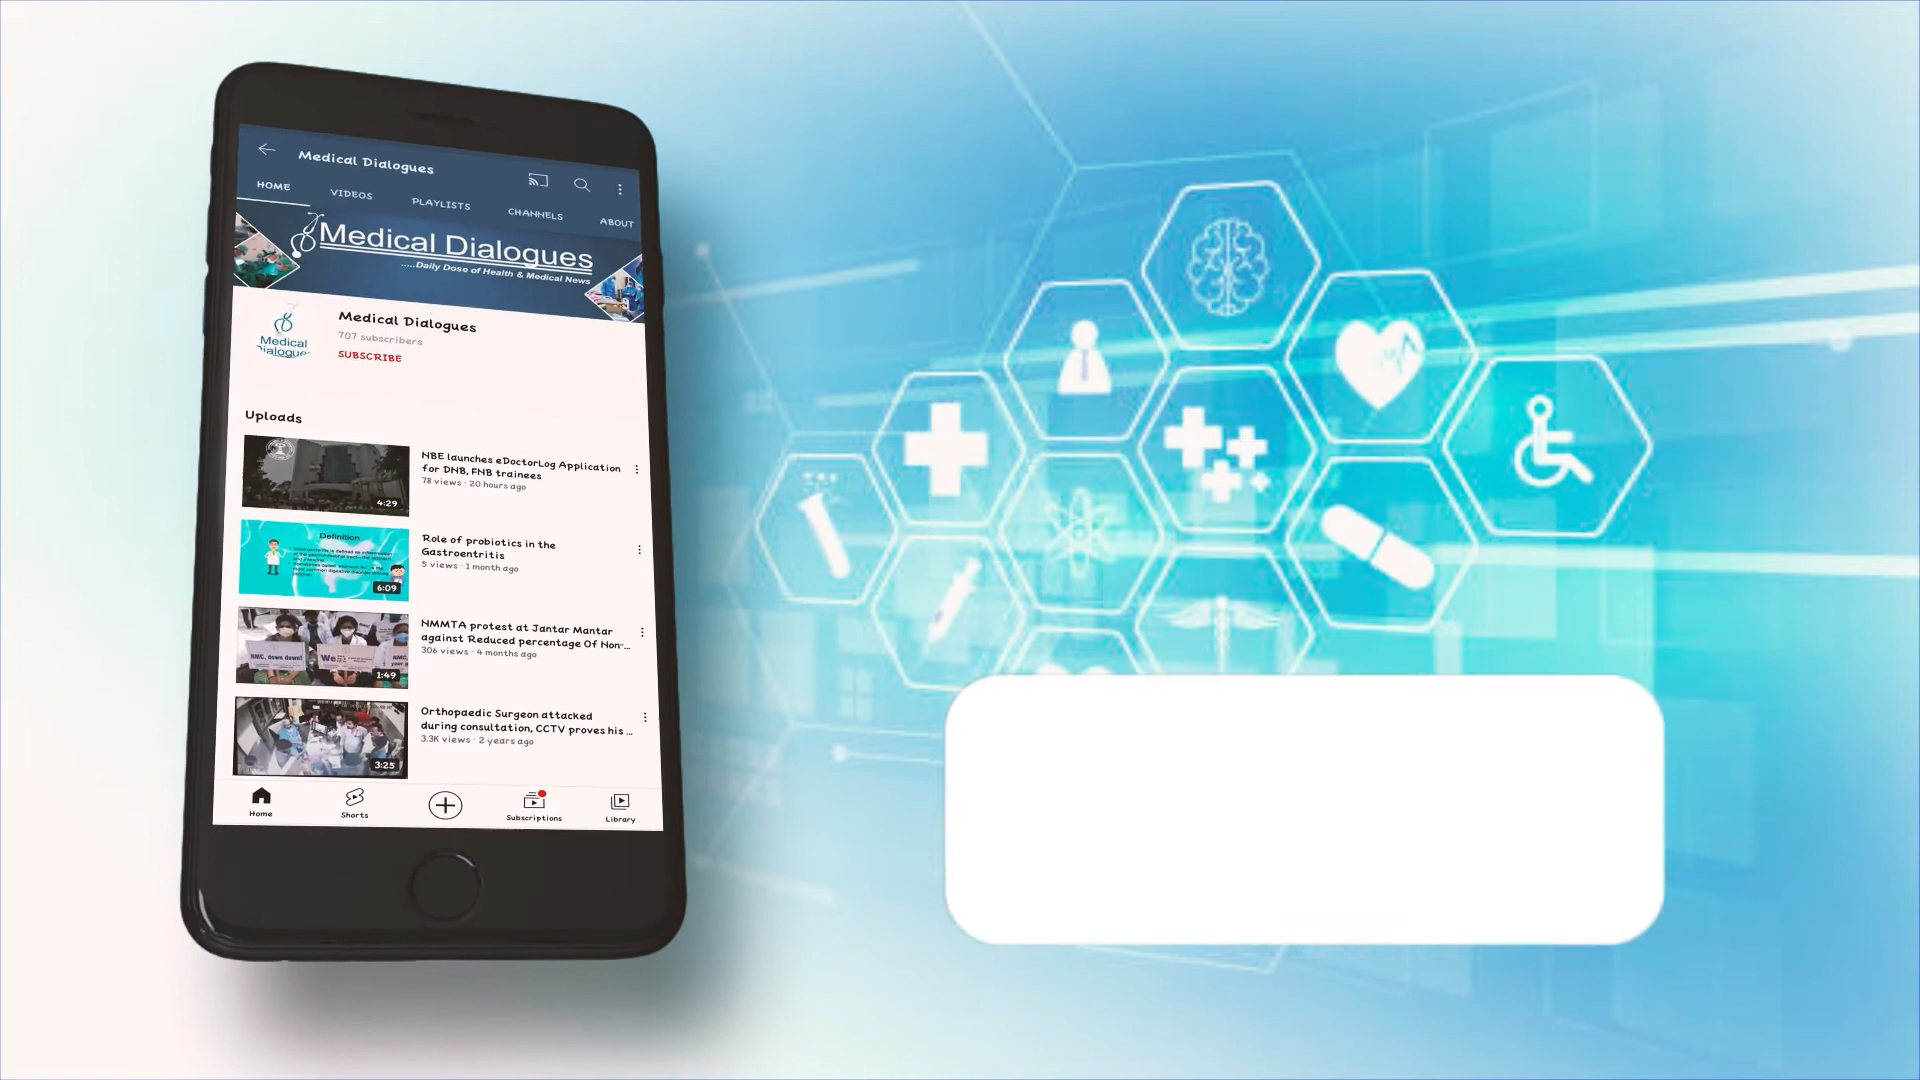 Medical Dialogues
HOME VIDEOS PLAYLISTS CHANNELS ABOUT
Medical Dialogues
.....Daily Dose of Health & Medical News
Medical
Medical Dialogues
707 subscribers
SUBSCRIBE
Uploads
NBE launches eDoctorLog Application
for DNB, FNB trainees
78 views · 20 hours ago
4:29
Definition
Role of probiotics in the
Gastroentritis
5 views · 1 month ago
6:09
NMMTA protest at Jantar Mantar
against Reduced percentage Of Non-...
306 views · 4 months ago
NMC, down down!
We
1:49
Orthopaedic Surgeon attacked
during consultation, CCTV proves his ...
3.3K views · 2 years ago
3:25
Home Shorts Subscriptions Library